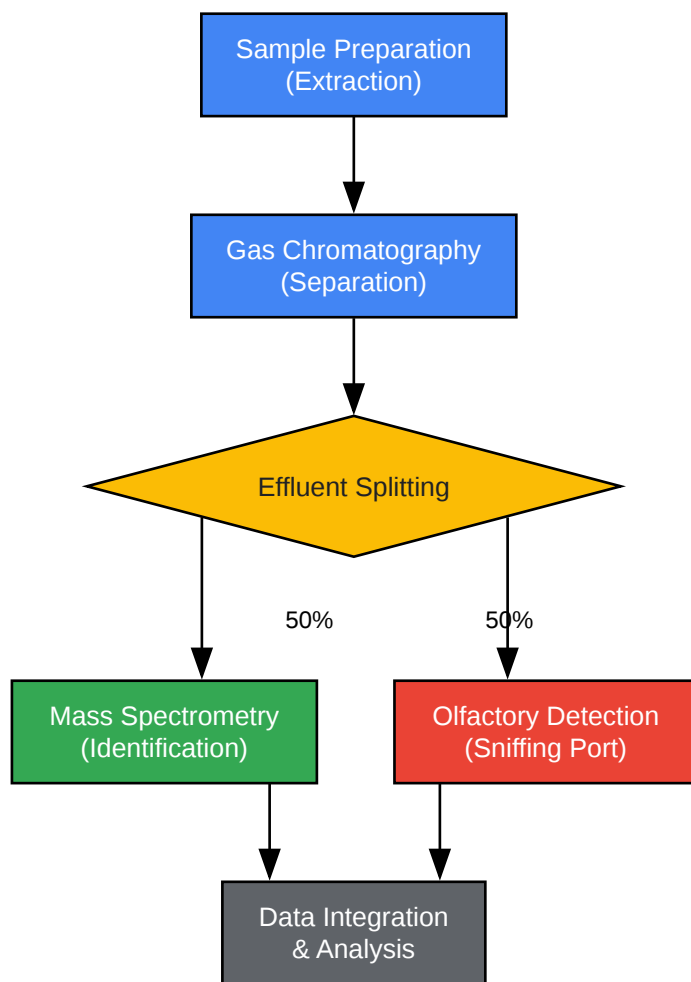 Sample Preparation
(Extraction)
Gas Chromatography
(Separation)
Effluent Splitting
50%
50%
Mass Spectrometry
(Identification)
Olfactory Detection
(Sniffing Port)
Data Integration
& Analysis